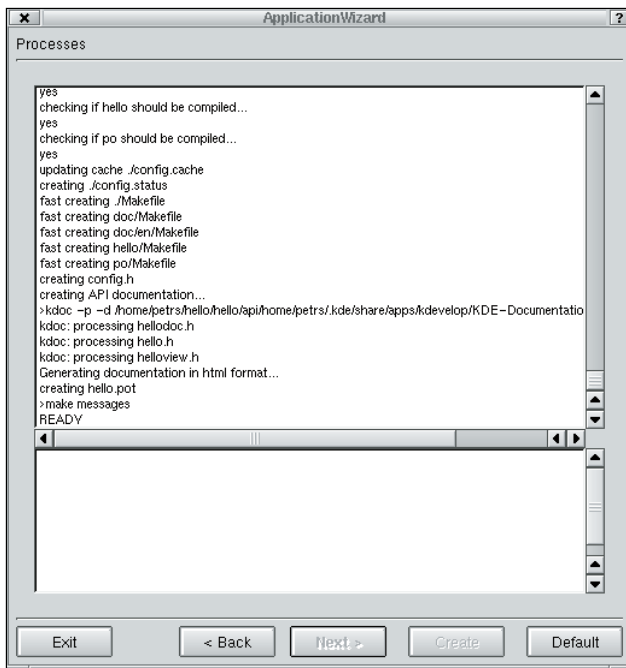 ApplicationWizard
?
Processes
yes
checking if hello should be compiled...
yes
checking if po should be compiled...
yes
updating cache ./config.cache
creating ./config.status
fast creating ./Makefile
fast creating doc/Makefile
fast creating doc/en/Makefile
fast creating hello/Makefile
fast creating po/Makefile
creating config.h
creating API documentation...
>kdoc -p -d /home/petrs/hello/hello/api/home/petrs/.kde/share/apps/kdevelop/KDE-Documentatio
kdoc: processing hellodoc.h
kdoc: processing hello.h
kdoc: processing helloview.h
Generating documentation in html format...
creating hello.pot
>make messages
READY
Exit
< Back
Next >
Create
Default